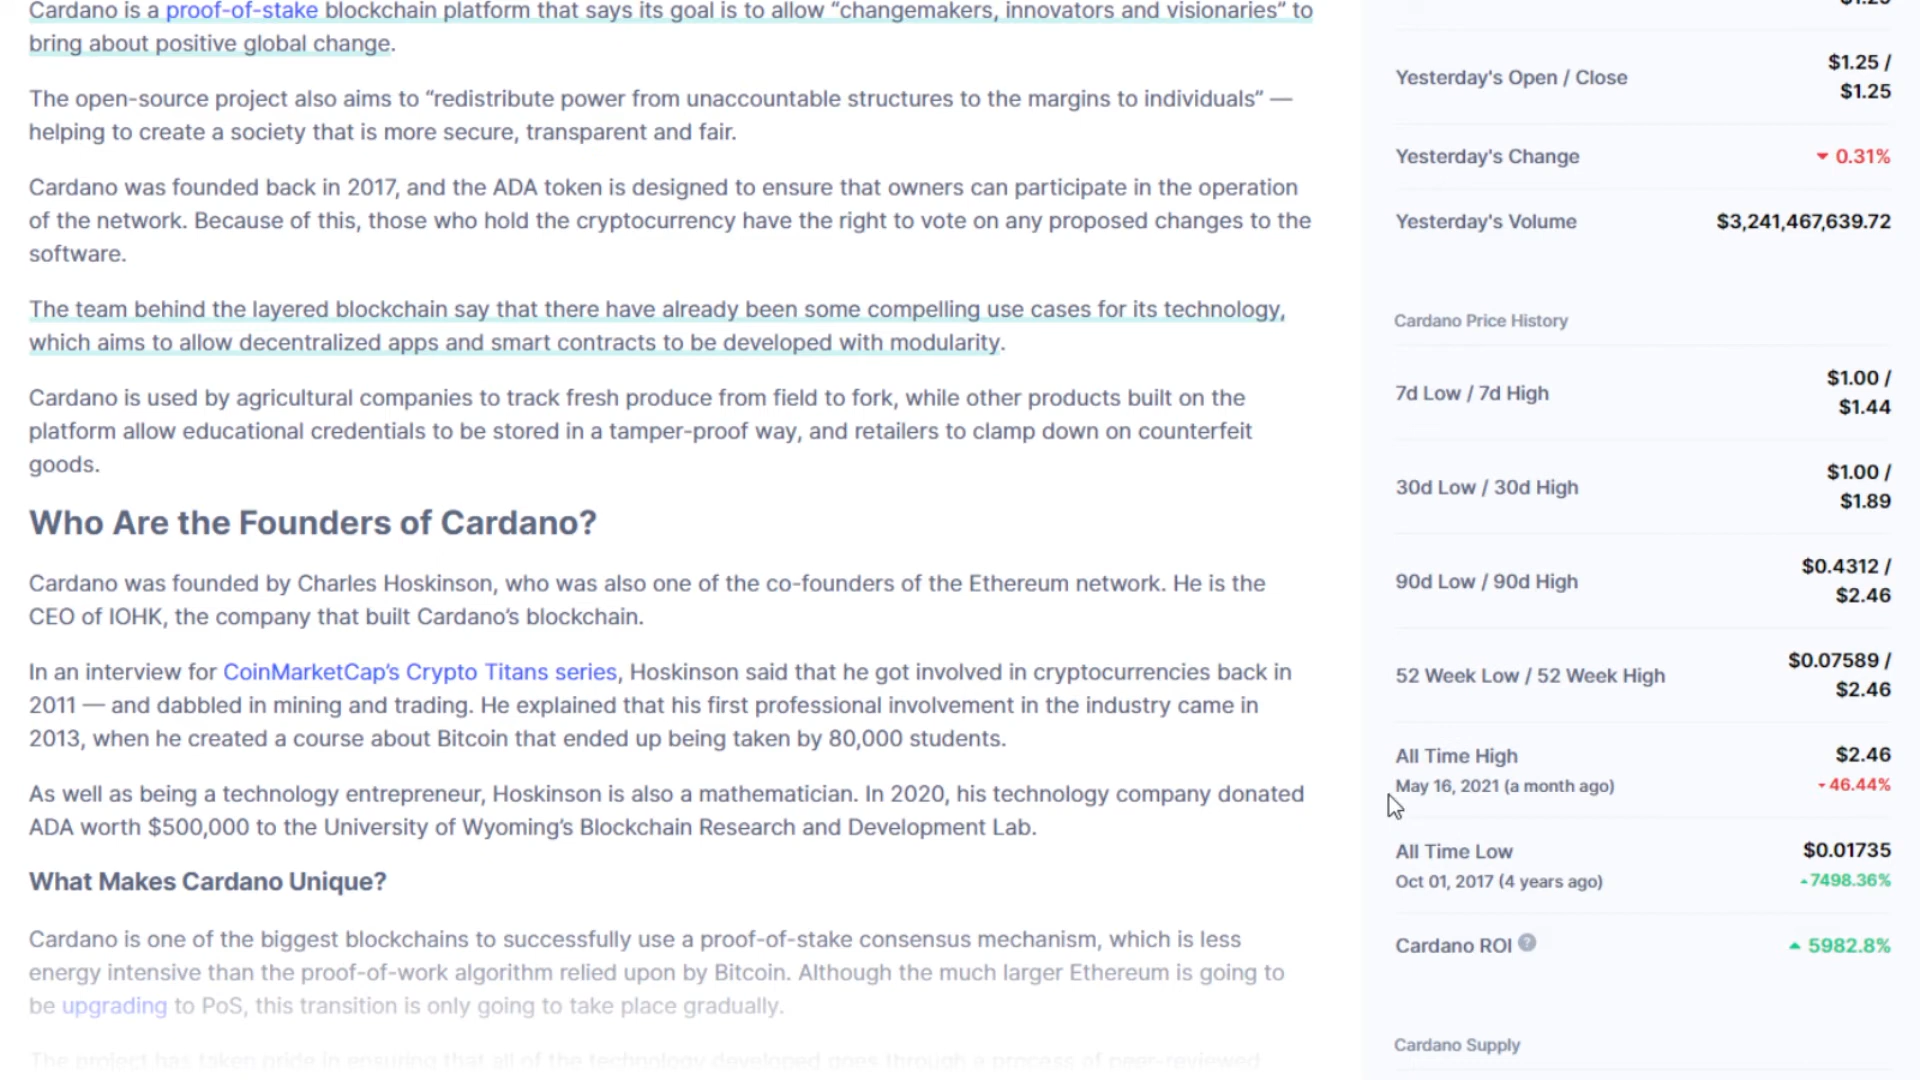 Cardano is a proof-of-stake blockchain platform that says its goal is to allow “changemakers, innovators and visionaries” to
bring about positive global change.
The open-source project also aims to “redistribute power from unaccountable structures to the margins to individuals” —
helping to create a society that is more secure, transparent and fair.
Cardano was founded back in 2017, and the ADA token is designed to ensure that owners can participate in the operation
of the network. Because of this, those who hold the cryptocurrency have the right to vote on any proposed changes to the
software.
The team behind the layered blockchain say that there have already been some compelling use cases for its technology,
which aims to allow decentralized apps and smart contracts to be developed with modularity.
Cardano is used by agricultural companies to track fresh produce from field to fork, while other products built on the
platform allow educational credentials to be stored in a tamper-proof way, and retailers to clamp down on counterfeit
goods.
Who Are the Founders of Cardano?
Cardano was founded by Charles Hoskinson, who was also one of the co-founders of the Ethereum network. He is the
CEO of IOHK, the company that built Cardano’s blockchain.
In an interview for CoinMarketCap’s Crypto Titans series, Hoskinson said that he got involved in cryptocurrencies back in
2011 — and dabbled in mining and trading. He explained that his first professional involvement in the industry came in
2013, when he created a course about Bitcoin that ended up being taken by 80,000 students.
As well as being a technology entrepreneur, Hoskinson is also a mathematician. In 2020, his technology company donated
ADA worth $500,000 to the University of Wyoming’s Blockchain Research and Development Lab.
What Makes Cardano Unique?
Cardano is one of the biggest blockchains to successfully use a proof-of-stake consensus mechanism, which is less
energy intensive than the proof-of-work algorithm relied upon by Bitcoin. Although the much larger Ethereum is going to
be upgrading to PoS, this transition is only going to take place gradually.
The project has taken pride in ensuring that all of the technology developed goes through a process of peer-reviewed
$1.25
Yesterday's Open / Close
$1.25 /
$1.25
Yesterday's Change
0.31%
Yesterday's Volume
$3,241,467,639.72
Cardano Price History
7d Low / 7d High
$1.00 /
$1.44
30d Low / 30d High
$1.00 /
$1.89
90d Low / 90d High
$0.4312 /
$2.46
52 Week Low / 52 Week High
$0.07589 /
$2.46
All Time High
$2.46
May 16, 2021 (a month ago)
46.44%
All Time Low
$0.01735
Oct 01, 2017 (4 years ago)
7498.36%
Cardano ROI
5982.8%
Cardano Supply